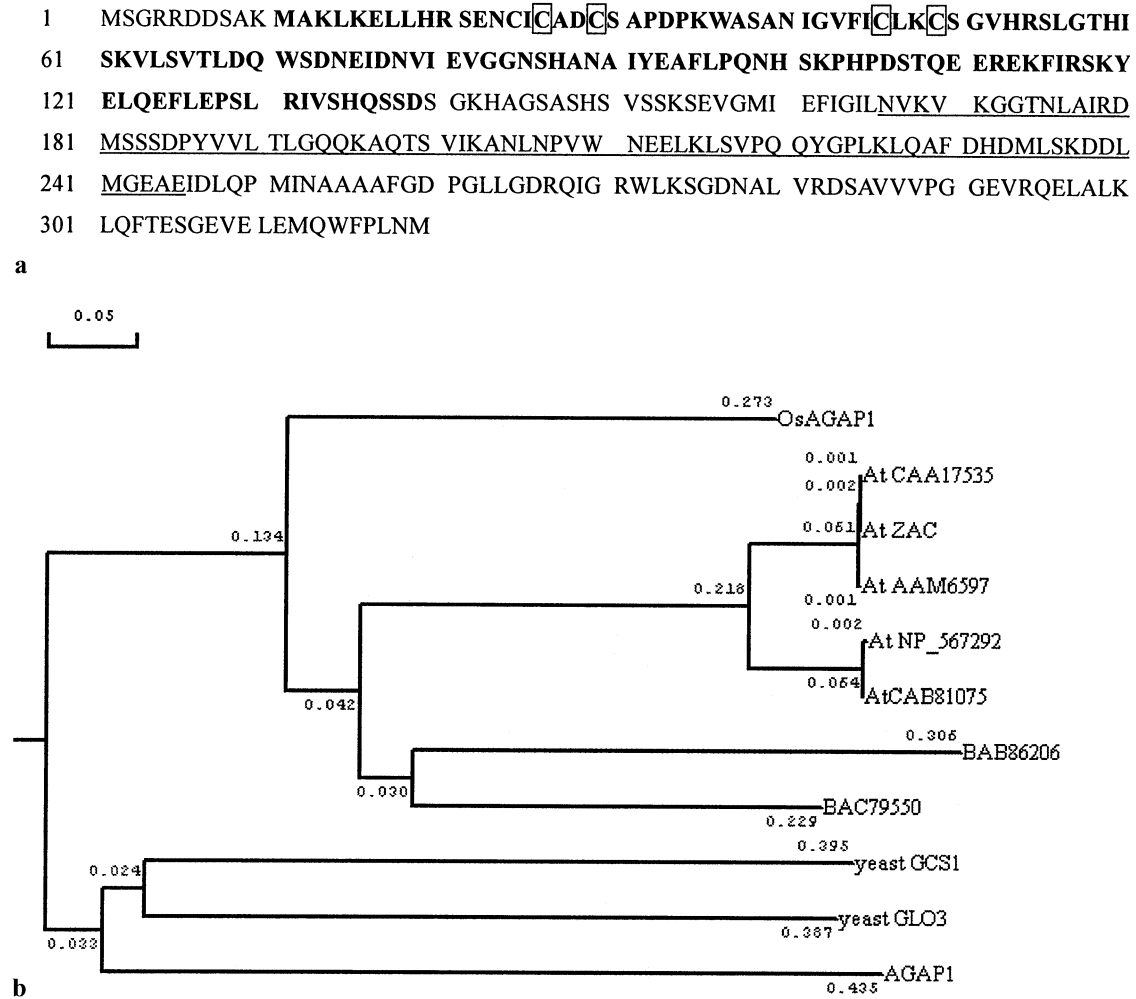 1 MSGRRDDSAK MAKLKELLHR SENCICADCS APDPKWASAN IGVFICLKCS GVHRSLGTHI
61 SKVLSVTLDQ WSDNEIDNVI EVGGNSHANA IYEAFLPQNH SKPHPDSTQE EREKFIRSKY
121 ELQEFLEPSL RIVSHQSSDS GKHAGSASHS VSSKSEVGMI EFIGILNVKV KGGTNLAIRD
181 MSSSDPYVVL TLGQQKAQTS VIKANLNPVW NEELKLSVPQ QYGPLKLQAF DHDMLSKDDL
241 MGEAEIDLQP MINAAAAFGD PGLLGDRQIG RWLKSGDNAL VRDSAVVVPG GEVRQELALK
301 LQFTESGEVE LEMQWFPLNM
a
0.05
0.273
OsAGAP1
0.001
At CAA17535
0.002
0.134
0.061
At ZAC
0.218
At AAM6597
0.001
0.002
At NP_567292
0.064
AtCAB81075
0.042
0.306
BAB86206
0.030
BAC79550
0.229
0.395
yeast GCS1
0.024
yeast GLO3
0.387
0.033
AGAP1
0.435
b